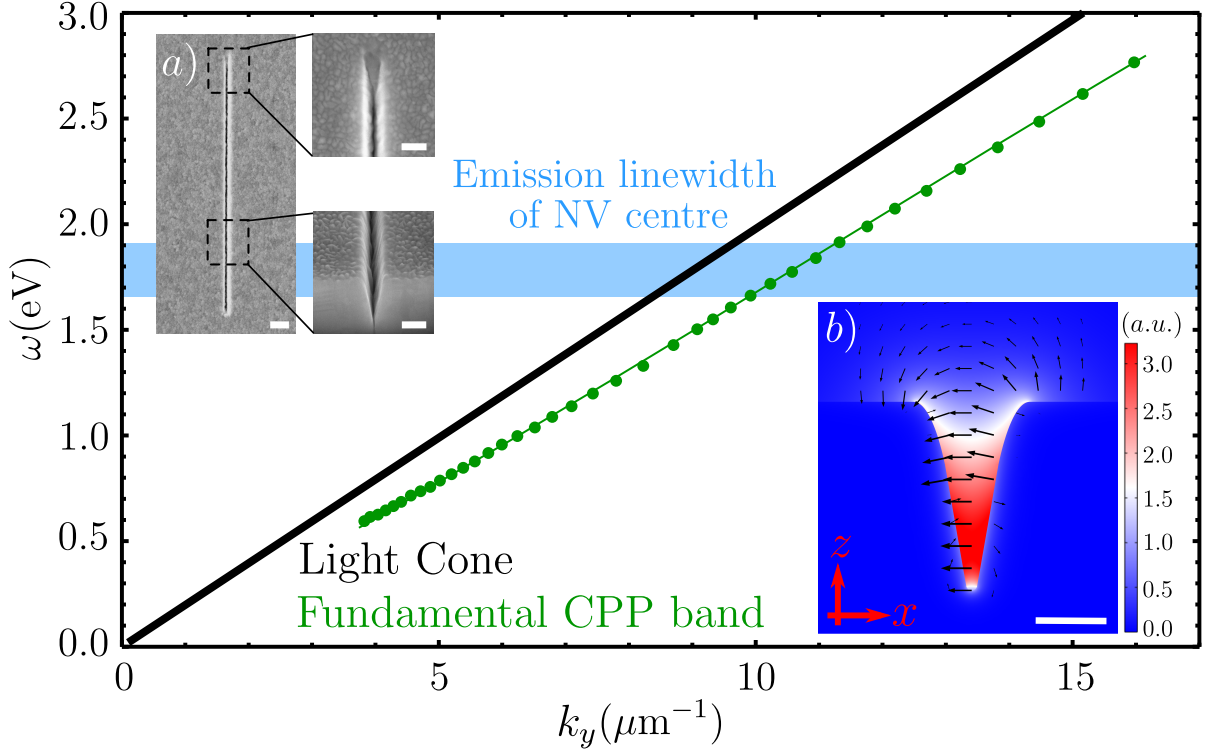 3.0
2.5
2.0
1.5
1.0
0.5
0.0
ω(eV)
a)
Emission linewidth
of NV centre
b)
(a.u.)
3.0
2.5
2.0
1.5
1.0
0.5
0.0
z
x
Light Cone
Fundamental CPP band
0
5
10
15
k_y(μm⁻¹)